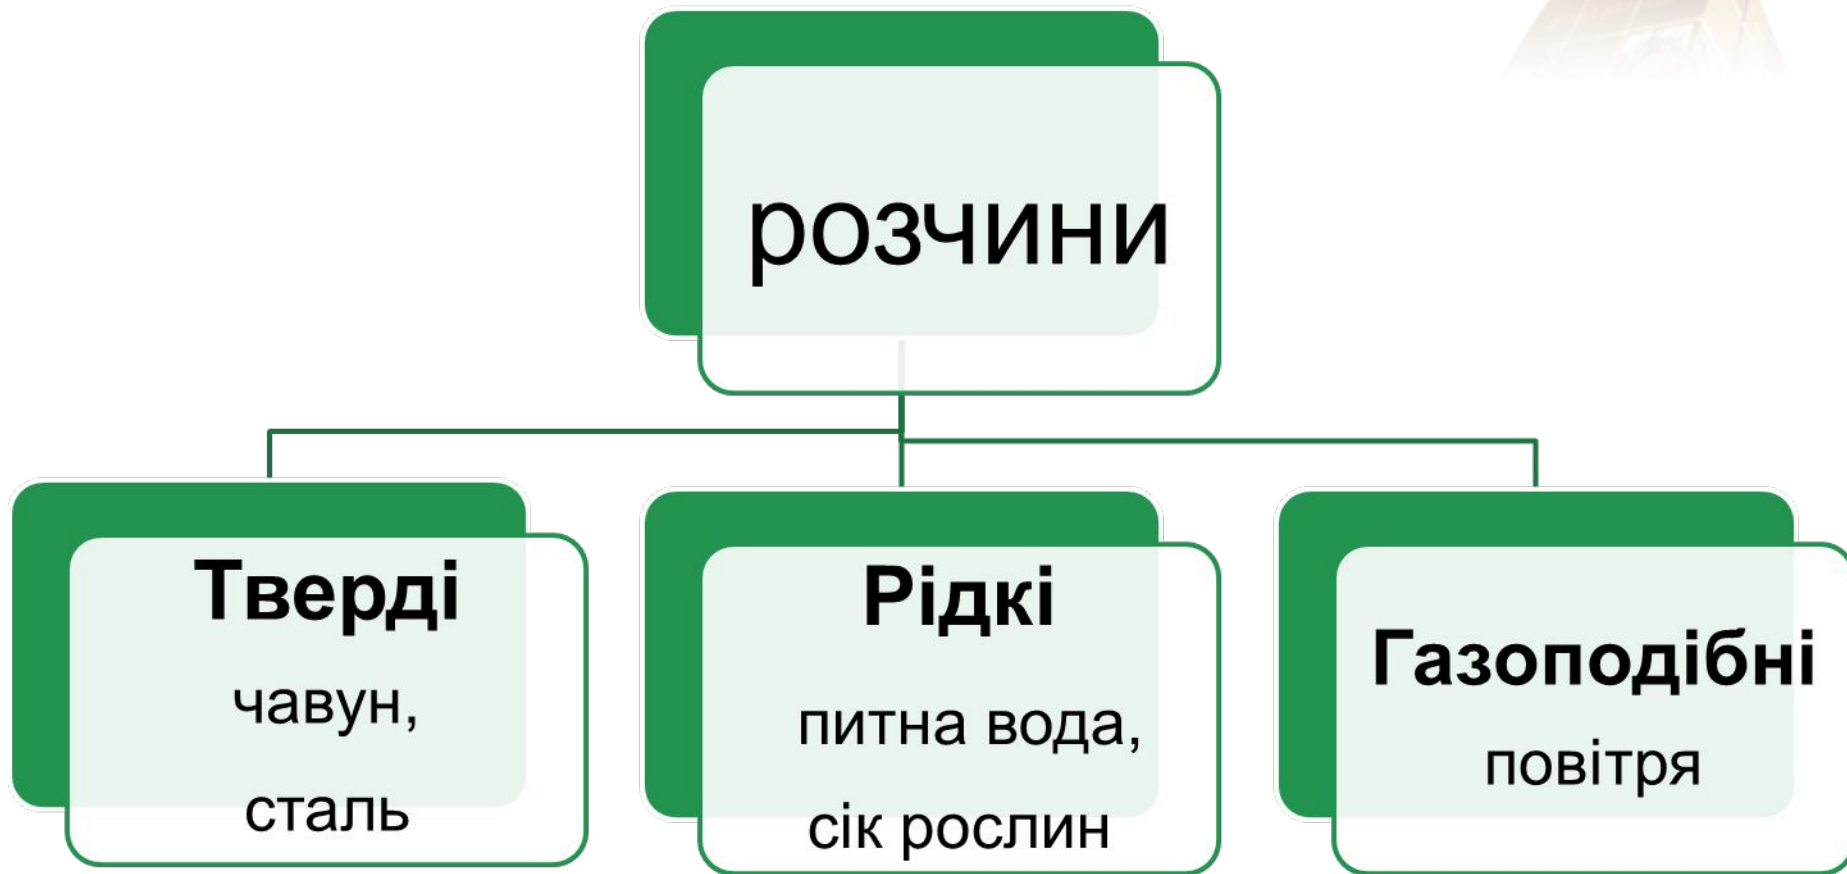 розчини
Тверді
чавун,
сталь
Рідкі
питна вода,
сік рослин
Газоподібні
повітря